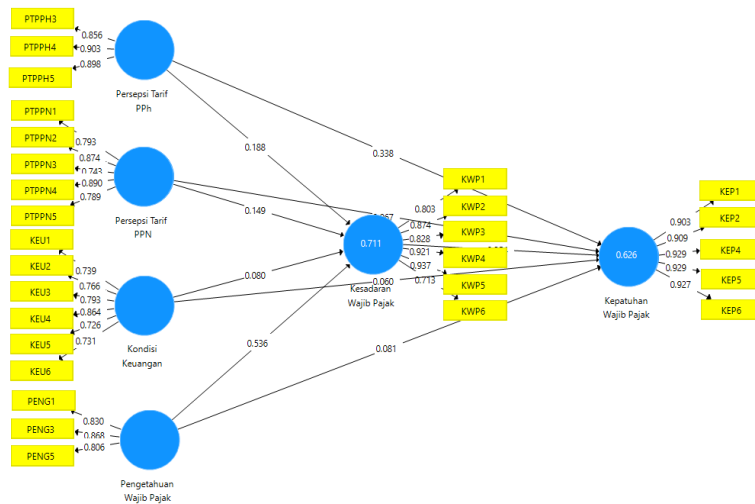 PTPPH3
PTPPH4
PTPPH5
0.856
0.903
0.898
Persepsi Tarif
PPh
PTPPN1
PTPPN2
PTPPN3
PTPPN4
PTPPN5
0.793
0.874
0.743
0.890
0.789
Persepsi Tarif
PPN
KEU1
KEU2
KEU3
KEU4
KEU5
KEU6
0.739
0.766
0.793
0.864
0.726
0.731
Kondisi
Keuangan
PENG1
PENG3
PENG5
0.830
0.868
0.806
Pengetahuan
Wajib Pajak
0.188
0.149
0.080
0.536
0.338
0.060
0.081
0.711
Kesadaran
Wajib Pajak
0.803
0.874
0.828
0.921
0.937
0.713
KWP1
KWP2
KWP3
KWP4
KWP5
KWP6
0.626
Kepatuhan
Wajib Pajak
0.903
0.909
0.929
0.929
0.927
KEP1
KEP2
KEP4
KEP5
KEP6